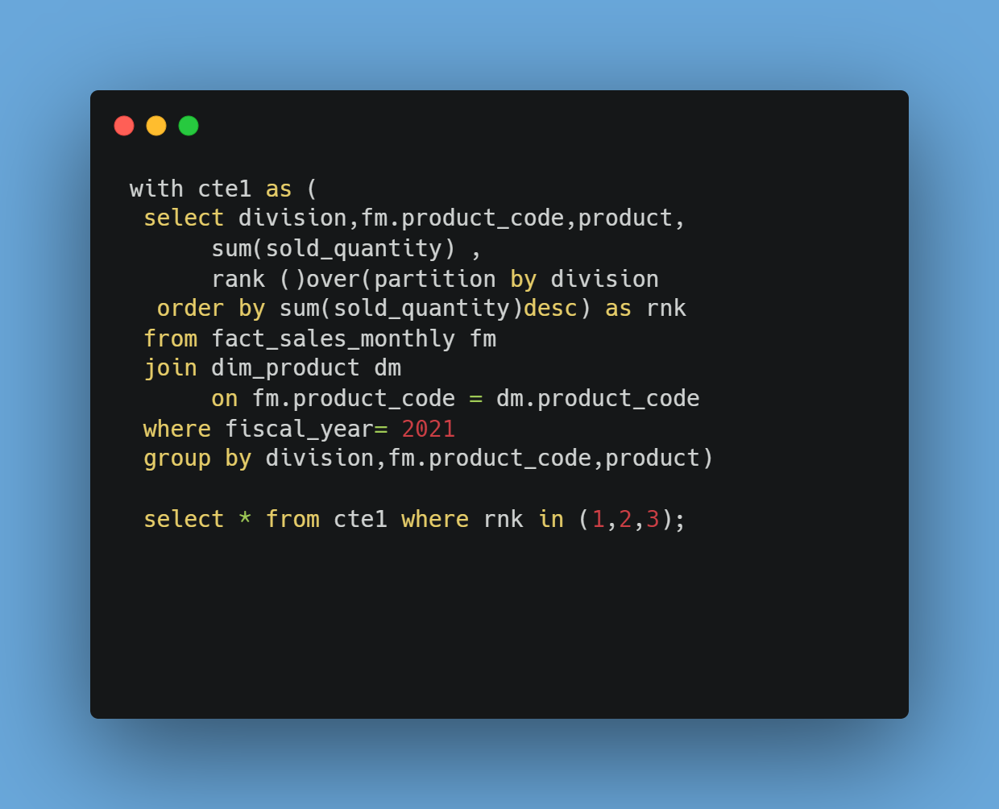 with cte1 as (
select division,fm.product_code,product,
sum(sold_quantity) ,
rank ()over(partition by division
order by sum(sold_quantity)desc) as rnk
from fact_sales_monthly fm
join dim_product dm
on fm.product_code = dm.product_code
where fiscal_year= 2021
group by division,fm.product_code,product)
select * from cte1 where rnk in (1,2,3);